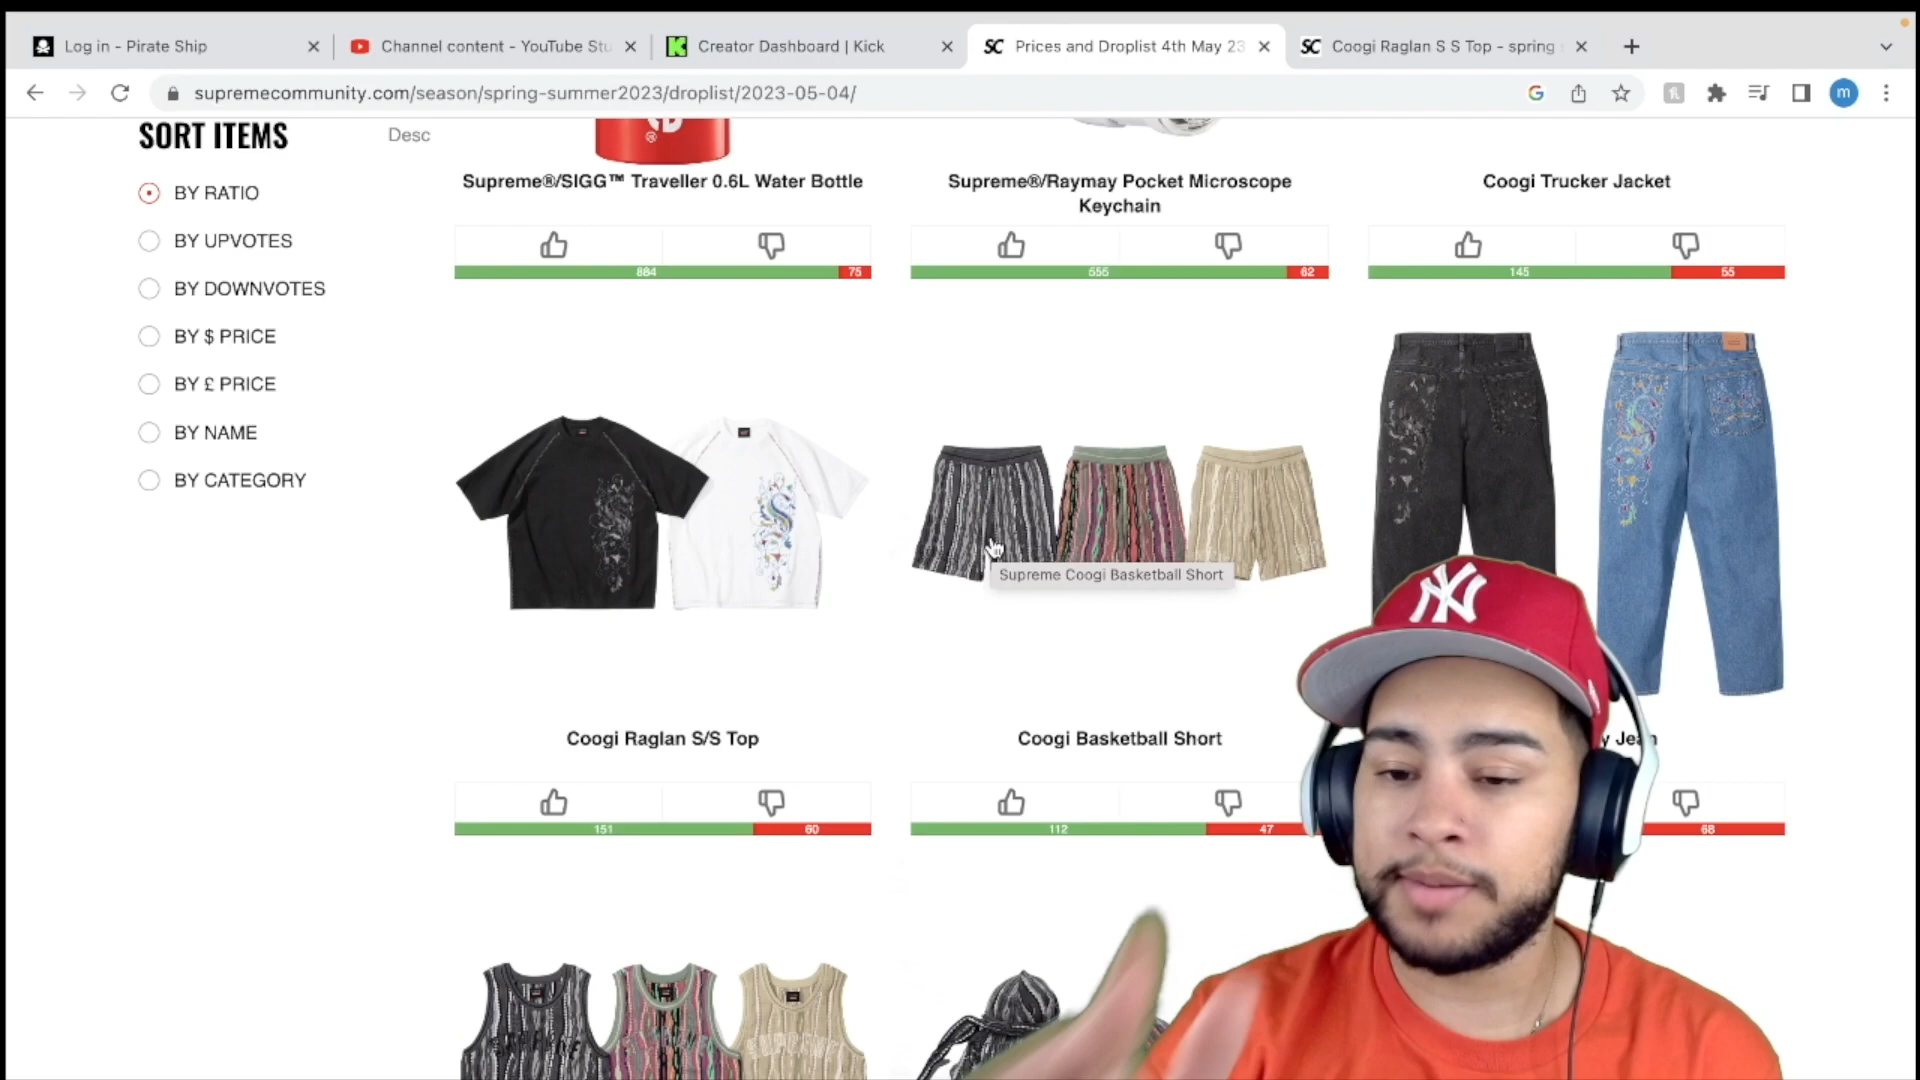 Log in - Pirate Ship
Channel content - YouTube Stu
Creator Dashboard | Kick
SC Prices and Droplist 4th May 23
SC Coogi Raglan S S Top - spring
supremecommunity.com/season/spring-summer2023/droplist/2023-05-04/
m
SORT ITEMS
Desc
BY RATIO
BY UPVOTES
BY DOWNVOTES
BY $ PRICE
BY £ PRICE
BY NAME
BY CATEGORY
Supreme®/SIGG™ Traveller 0.6L Water Bottle
884 75
Supreme®/Raymay Pocket Microscope
Keychain
555 62
Coogi Trucker Jacket
145 55
Supreme Coogi Basketball Short
Coogi Raglan S/S Top
151 60
Coogi Basketball Short
112 47
y Jean
68
NY